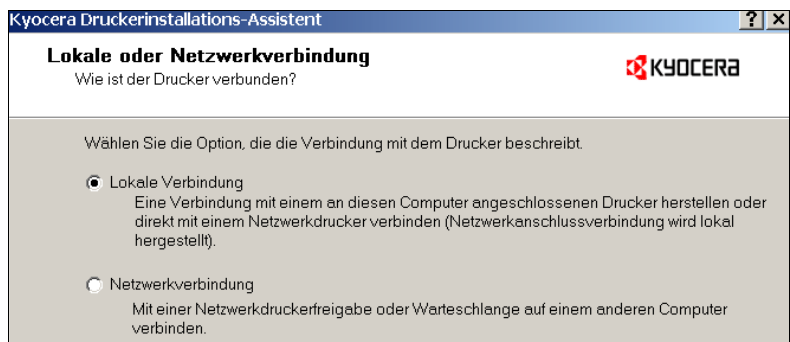 Kyocera Druckerinstallations-Assistent
Lokale oder Netzwerkverbindung
Wie ist der Drucker verbunden?
KYOCERA
Wählen Sie die Option, die die Verbindung mit dem Drucker beschreibt.
Lokale Verbindung
Eine Verbindung mit einem an diesen Computer angeschlossenen Drucker herstellen oder
direkt mit einem Netzwerkdrucker verbinden (Netzwerkanschlussverbindung wird lokal
hergestellt).
Netzwerkverbindung
Mit einer Netzwerkdruckerfreigabe oder Warteschlange auf einem anderen Computer
verbinden.